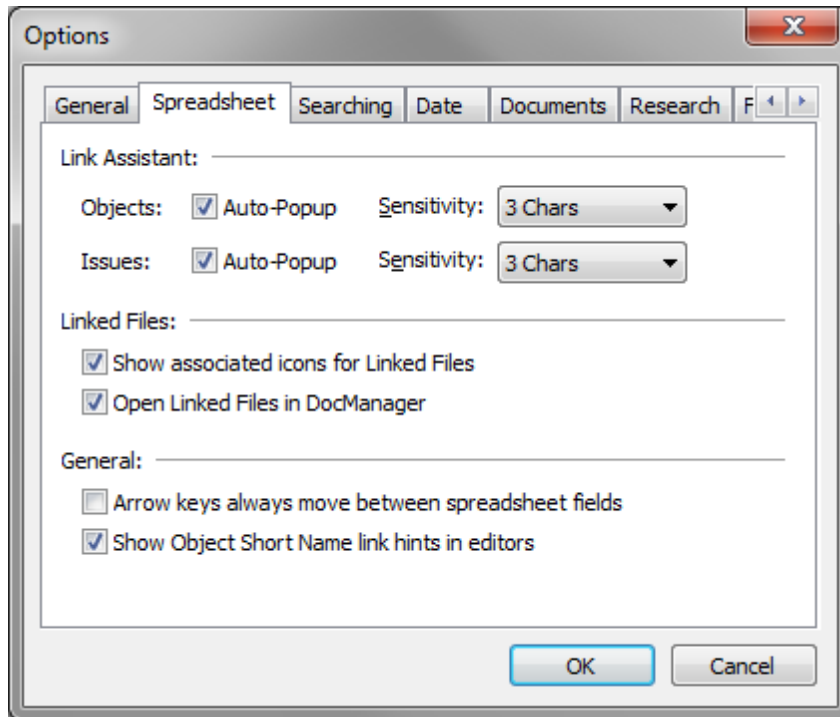 Options
General Spreadsheet Searching Date Documents Research F
Link Assistant:
Objects: Auto-Popup Sensitivity: 3 Chars
Issues: Auto-Popup Sensitivity: 3 Chars
Linked Files:
Show associated icons for Linked Files
Open Linked Files in DocManager
General:
Arrow keys always move between spreadsheet fields
Show Object Short Name link hints in editors
OK Cancel